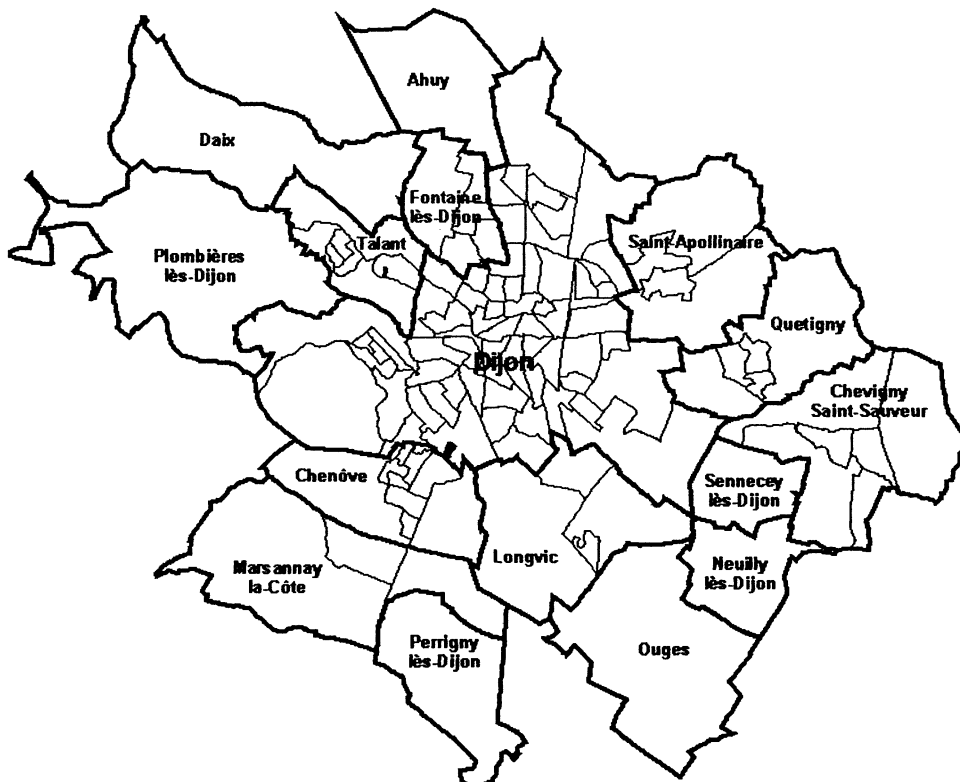 Ahuy
Daix
Fontaine
lès-Dijon
Talant
Saint-Apollinaire
Plombières
lès-Dijon
Quetigny
Dijon
Chevigny
Saint-Sauveur
Chenôve
Sennecey
lès-Dijon
Longvic
Neuilly
lès-Dijon
Marsannay
la-Côte
Perrigny
lès-Dijon
Ouges